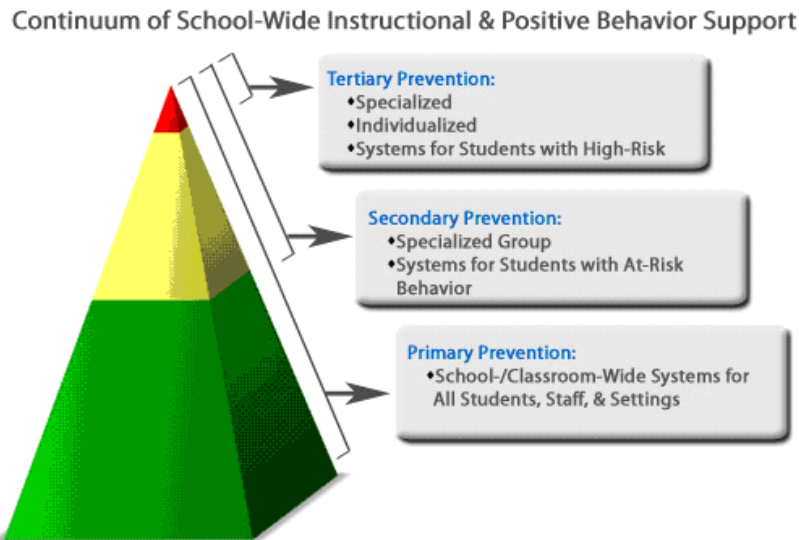 Continuum of School-Wide Instructional & Positive Behavior Support
Tertiary Prevention:
♦Specialized
♦Individualized
♦Systems for Students with High-Risk
Secondary Prevention:
♦Specialized Group
♦Systems for Students with At-Risk
Behavior
Primary Prevention:
♦School-/Classroom-Wide Systems for
All Students, Staff, & Settings